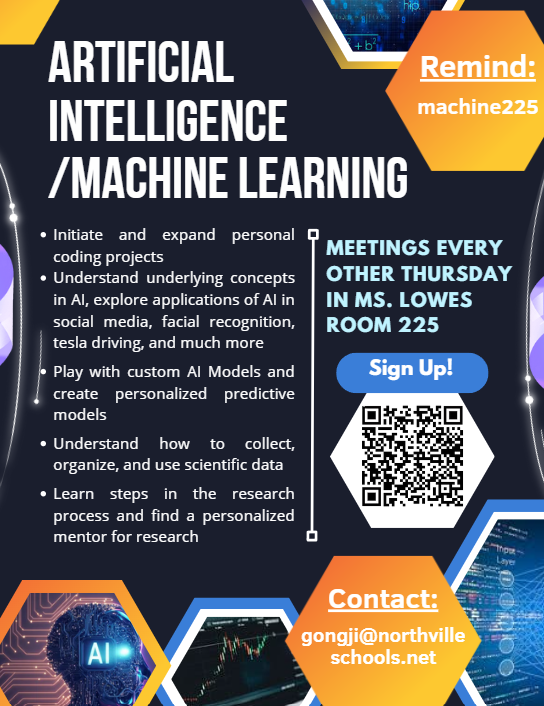 hip.
+ b²
Remind:
machine225
ARTIFICIAL
INTELLIGENCE
/MACHINE LEARNING
• Initiate and expand personal
coding projects
• Understand underlying concepts
in AI, explore applications of AI in
social media, facial recognition,
tesla driving, and much more
• Play with custom AI Models and
create personalized predictive
models
• Understand how to collect,
organize, and use scientific data
• Learn steps in the research
process and find a personalized
mentor for research
MEETINGS EVERY
OTHER THURSDAY
IN MS. LOWES
ROOM 225
Sign Up!
Contact:
gongji@northville
schools.net
AI
Input
Layer